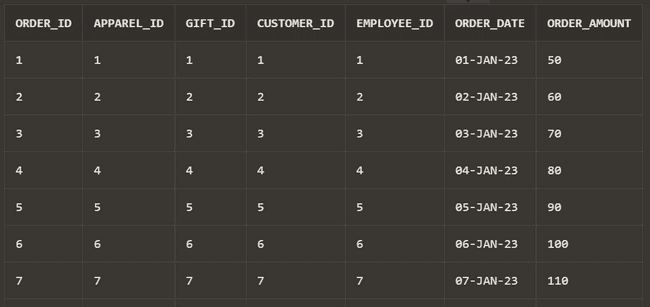 ORDER_ID APPAREL_ID GIFT_ID CUSTOMER_ID EMPLOYEE_ID ORDER_DATE ORDER_AMOUNT
1 1 1 1 1 01-JAN-23 50
2 2 2 2 2 02-JAN-23 60
3 3 3 3 3 03-JAN-23 70
4 4 4 4 4 04-JAN-23 80
5 5 5 5 5 05-JAN-23 90
6 6 6 6 6 06-JAN-23 100
7 7 7 7 7 07-JAN-23 110